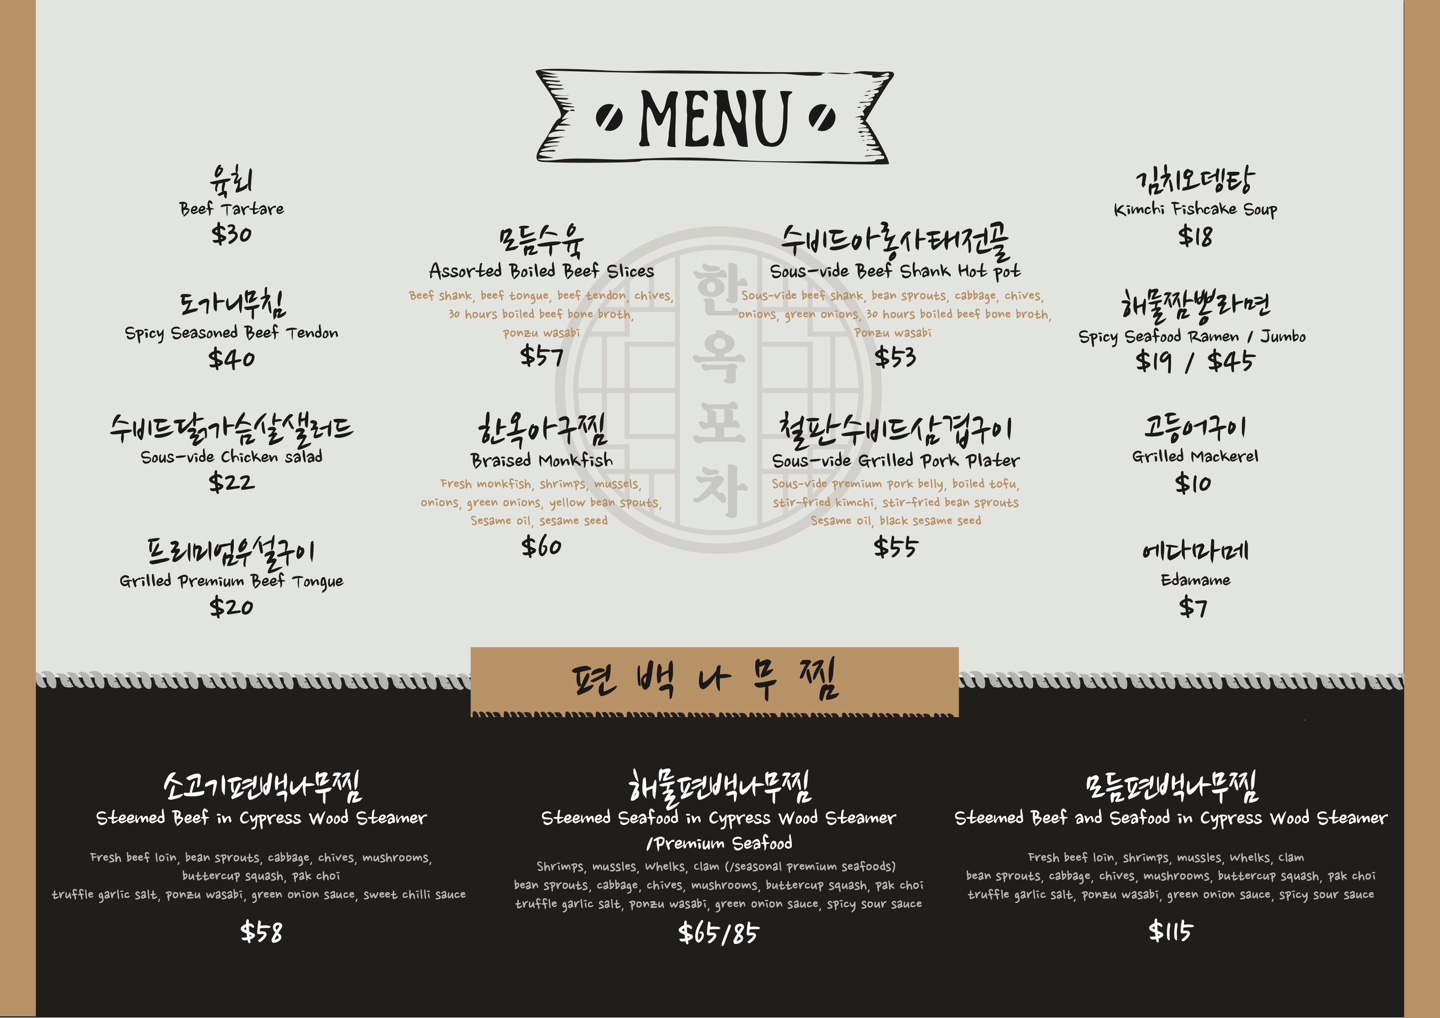 MENU
육회
Beef Tartare
$30
도가니무침
Spicy Seasoned Beef Tendon
$40
수비드닭가슴살샐러드
Sous-vide Chicken salad
$22
프리미엄우설구이
Grilled Premium Beef Tongue
$20
모듬수육
Assorted Boiled Beef Slices
Beef shank, beef tongue, beef tendon, chives,
30 hours boiled beef bone broth,
ponzu wasabi
$57
한옥아구찜
Braised Monkfish
Fresh monkfish, shrimps, mussels,
onions, green onions, yellow bean spouts,
Sesame oil, sesame seed
$60
한
옥
포
차
수비드아롱사태전골
Sous-vide Beef Shank Hot pot
Sous-vide beef shank, bean sprouts, cabbage, chives,
onions, green onions, 30 hours boiled beef bone broth,
Ponzu wasabi
$53
철판수비드삼겹구이
Sous-vide Grilled Pork Plater
Sous-vide premium pork belly, boiled tofu,
stir-fried kimchi, stir-fried bean sprouts
Sesame oil, black sesame seed
$55
김치오뎅탕
Kimchi Fishcake Soup
$18
해물짬뽕라면
Spicy Seafood Ramen / Jumbo
$19 / $45
고등어구이
Grilled Mackerel
$10
에다마메
Edamame
$7
편 백 나 무 찜
소고기편백나무찜
Steemed Beef in Cypress Wood Steamer
Fresh beef loin, bean sprouts, cabbage, chives, mushrooms,
buttercup squash, pak choi
truffle garlic salt, ponzu wasabi, green onion sauce, sweet chilli sauce
$58
해물편백나무찜
Steemed Seafood in Cypress Wood Steamer
/Premium Seafood
Shrimps, mussles, whelks, clam (/seasonal premium seafoods)
bean sprouts, cabbage, chives, mushrooms, buttercup squash, pak choi
truffle garlic salt, ponzu wasabi, green onion sauce, spicy sour sauce
$65/85
모듬편백나무찜
Steemed Beef and Seafood in Cypress Wood Steamer
Fresh beef loin, shrimps, mussles, whelks, clam
bean sprouts, cabbage, chives, mushrooms, buttercup squash, pak choi
truffle garlic salt, ponzu wasabi, green onion sauce, spicy sour sauce
$115